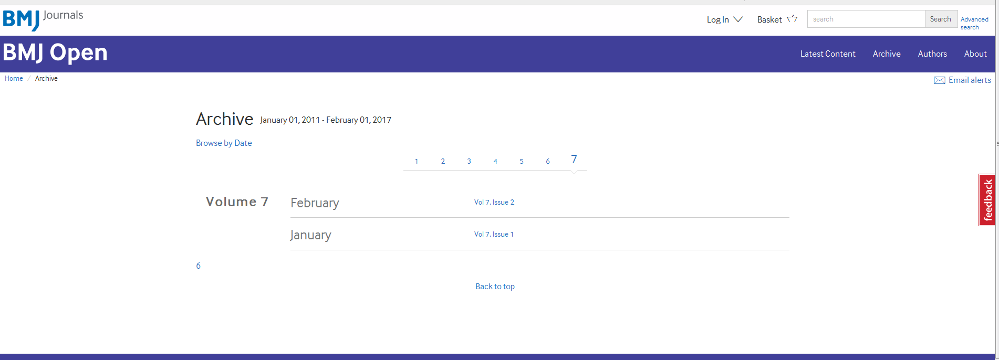 BMJ Journals
Log In
Basket
search
Search
Advanced search
BMJ Open
Latest Content
Archive
Authors
About
Home / Archive
Email alerts
Archive January 01, 2011 - February 01, 2017
Browse by Date
1 2 3 4 5 6 7
Volume 7
February
Vol 7, Issue 2
January
Vol 7, Issue 1
feedback
6
Back to top